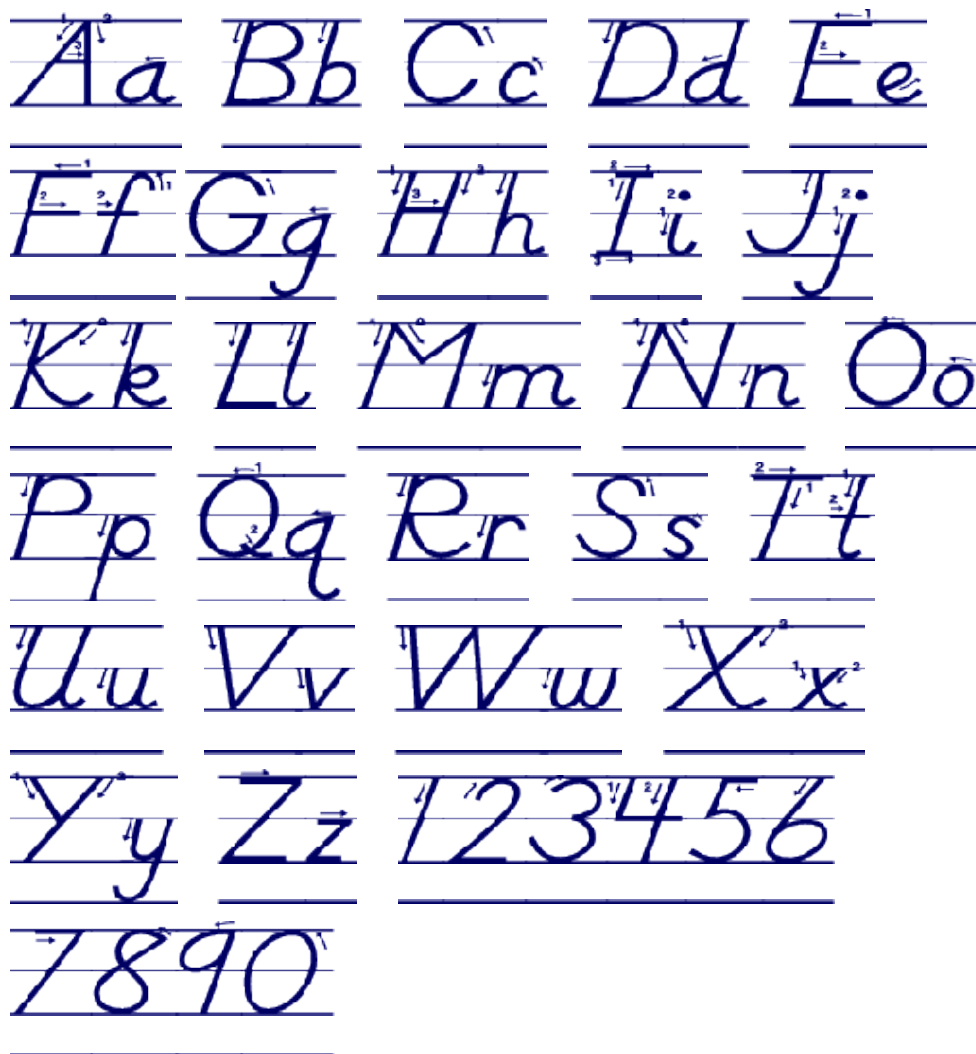 Aa Bb Cc Dd Ee
Ff Gg Hh Ii Jj
Kk Ll Mm Nn Oo
Pp Qq Rr Ss Tt
Uu Vv Ww Xx
Yy Zz 123456
7890